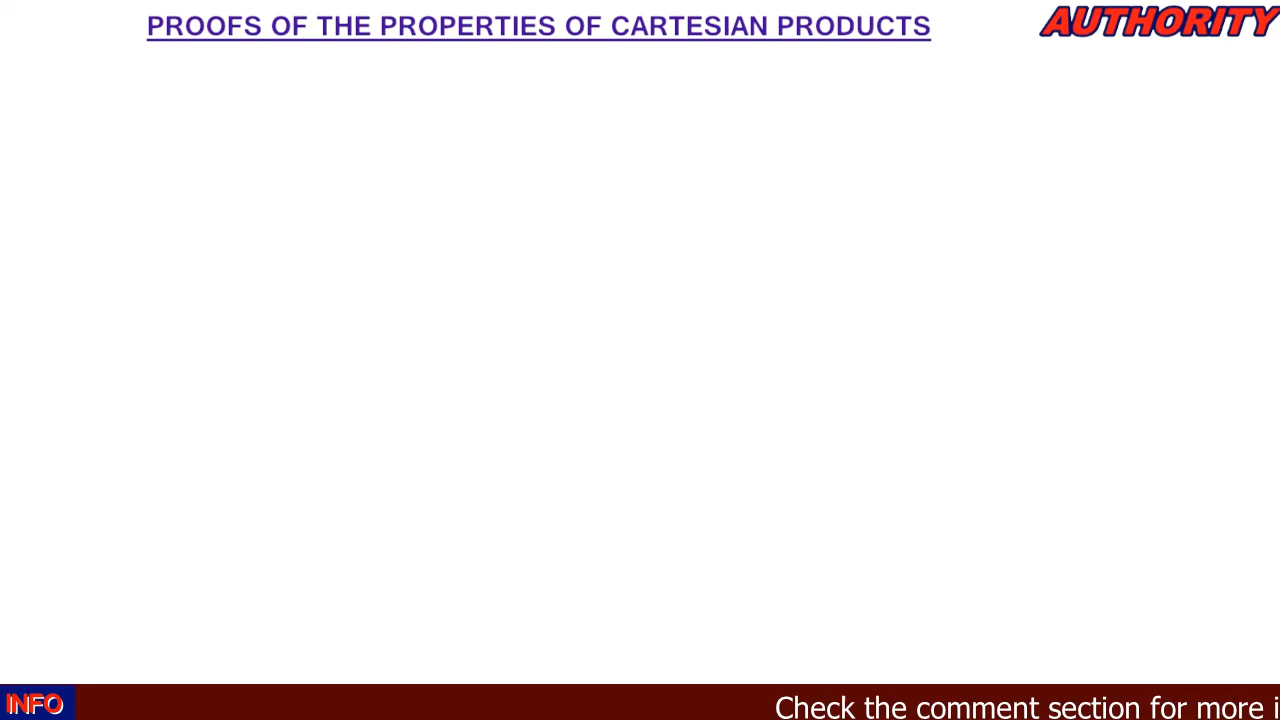 PROOFS OF THE PROPERTIES OF CARTESIAN PRODUCTS
AUTHORITY
INFO
Check the comment section for more i